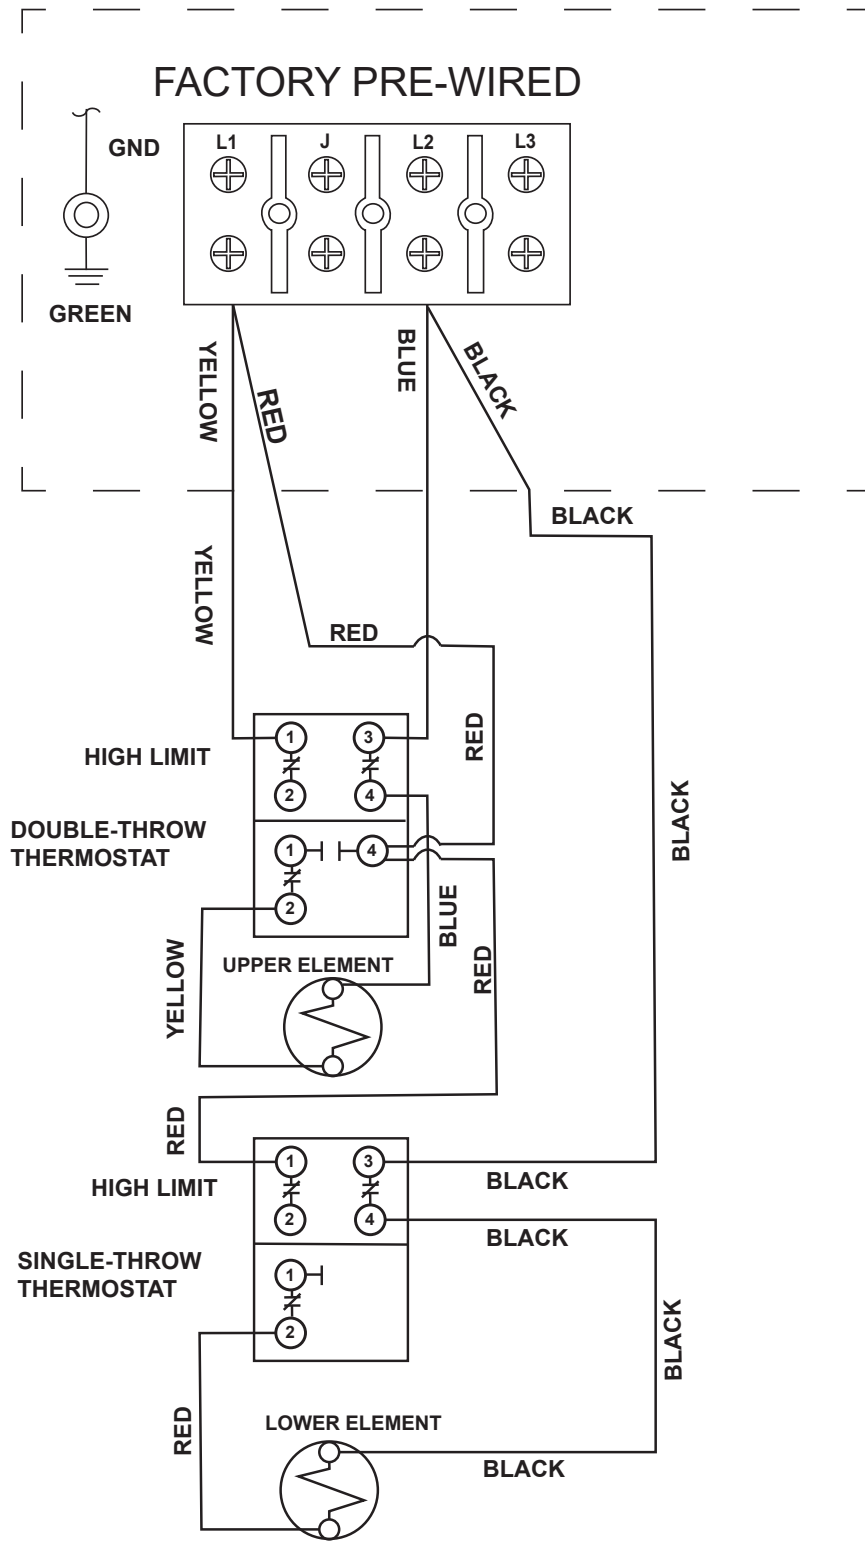 FACTORY PRE-WIRED
GND
L1 J L2 L3
GREEN
YELLOW
RED
BLUE
BLACK
BLACK
YELLOW
RED
RED
BLACK
HIGH LIMIT
1 3
2 4
DOUBLE-THROW
THERMOSTAT
1 4
2
BLUE
RED
YELLOW
UPPER ELEMENT
RED
HIGH LIMIT
1 3
2 4
BLACK
BLACK
SINGLE-THROW
THERMOSTAT
1
2
BLACK
RED
LOWER ELEMENT
BLACK